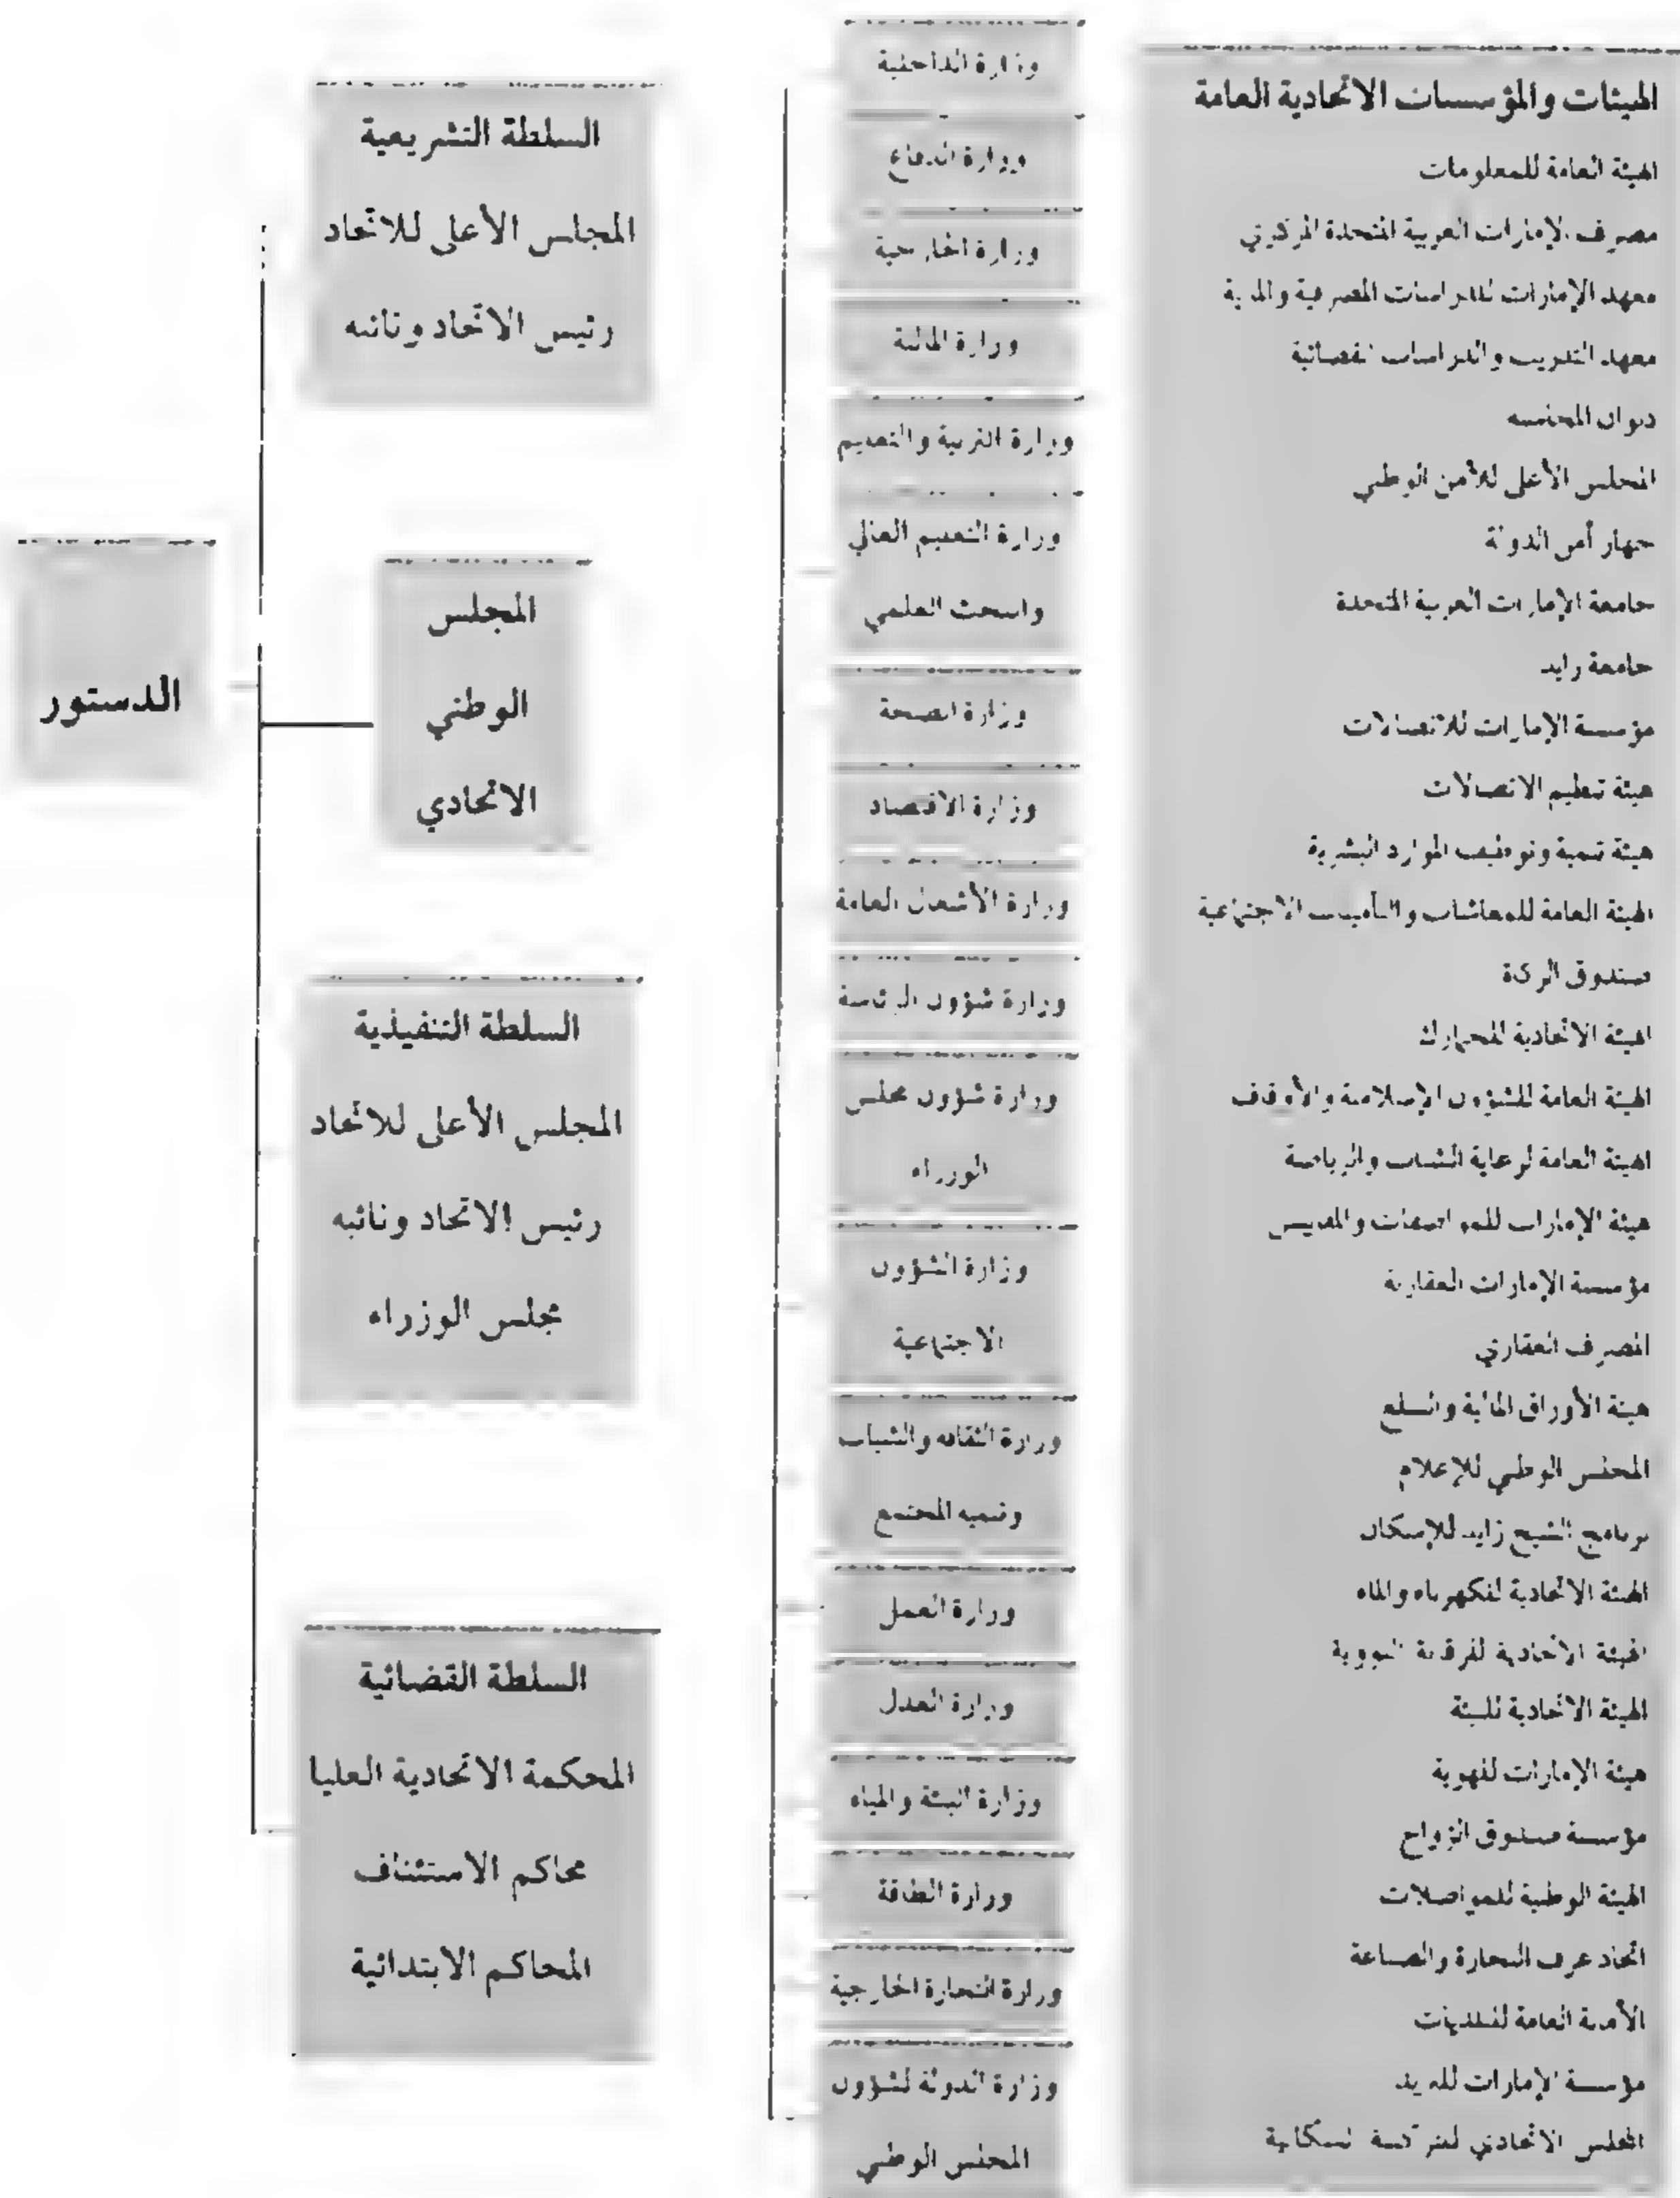 الدستور
السلطة التشريعية
المجلس الأعلى للاتحاد
رئيس الاتحاد ونائبه
المجلس
الوطني
الاتحادي
السلطة التنفيذية
المجلس الأعلى للاتحاد
رئيس الاتحاد ونائبه
مجلس الوزراء
السلطة القضائية
المحكمة الاتحادية العليا
محاكم الاستئناف
المحاكم الابتدائية
وزارة الداخلية
وزارة الدفاع
وزارة الخارجية
وزارة المالية
وزارة التربية والتعليم
وزارة التعليم العالي
والبحث العلمي
وزارة الصحة
وزارة الاقتصاد
وزارة الأشغال العامة
وزارة شؤون الرئاسة
وزارة شؤون مجلس
الوزراء
وزارة الشؤون
الاجتماعية
وزارة الثقافة والشباب
وتنمية المجتمع
وزارة العمل
وزارة العدل
وزارة البيئة والمياه
وزارة الطاقة
وزارة التجارة الخارجية
وزارة الدولة لشؤون
المجلس الوطني
الهيئات والمؤسسات الاتحادية العامة
الهيئة العامة للمعلومات
مصرف الإمارات العربية المتحدة المركزي
معهد الإمارات للدراسات المصرفية والمالية
معهد التدريب والدراسات القضائية
ديوان المحاسبة
المجلس الأعلى للأمن الوطني
جهاز أمن الدولة
جامعة الإمارات العربية المتحدة
جامعة زايد
مؤسسة الإمارات للاتصالات
هيئة تنظيم الاتصالات
هيئة تنمية وتوظيف الموارد البشرية
الهيئة العامة للمعاشات والتأمينات الاجتماعية
صندوق الزكاة
الهيئة الاتحادية للجمارك
الهيئة العامة للشؤون الإسلامية والأوقاف
الهيئة العامة لرعاية الشباب والرياضة
هيئة الإمارات للمواصفات والمقاييس
مؤسسة الإمارات العقارية
المصرف العقاري
هيئة الأوراق المالية والسلع
المجلس الوطني للإعلام
برنامج الشيخ زايد للإسكان
الهيئة الاتحادية للكهرباء والماء
الهيئة الاتحادية للرقابة النووية
الهيئة الاتحادية للبيئة
هيئة الإمارات للهوية
مؤسسة صندوق الزواج
الهيئة الوطنية للمواصلات
اتحاد غرف التجارة والصناعة
الأمانة العامة للبلديات
مؤسسة الإمارات للبريد
المجلس الاتحادي للتركيبة السكانية